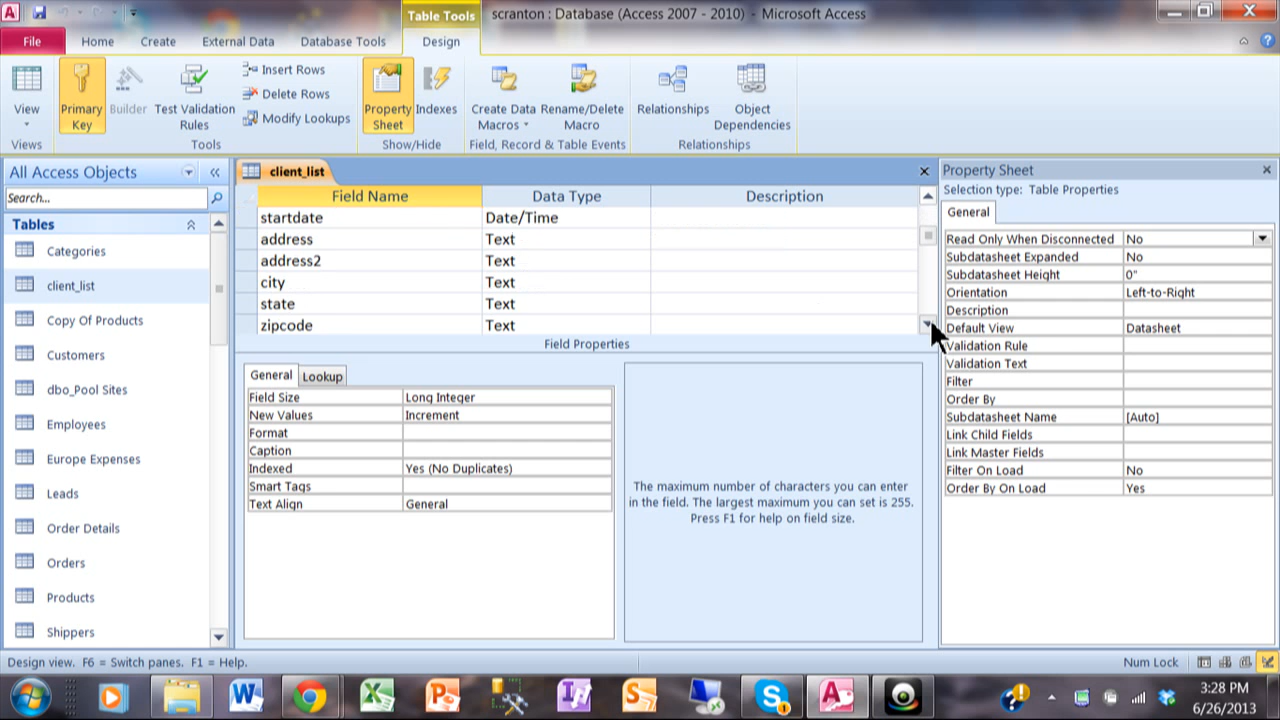 Table Tools
scranton : Database (Access 2007 - 2010) - Microsoft Access
File Home Create External Data Database Tools Design
View
Primary Key
Builder
Test Validation Rules
Insert Rows
Delete Rows
Modify Lookups
Property Sheet
Indexes
Create Data Macros
Rename/Delete Macro
Relationships
Object Dependencies
Views Tools Show/Hide Field, Record & Table Events Relationships
All Access Objects
Search...
Tables
Categories
client_list
Copy Of Products
Customers
dbo_Pool Sites
Employees
Europe Expenses
Leads
Order Details
Orders
Products
Shippers
client_list
Field Name Data Type Description
startdate Date/Time
address Text
address2 Text
city Text
state Text
zipcode Text
Field Properties
General Lookup
Field Size Long Integer
New Values Increment
Format
Caption
Indexed Yes (No Duplicates)
Smart Tags
Text Align General
The maximum number of characters you can enter
in the field. The largest maximum you can set is 255.
Press F1 for help on field size.
Property Sheet
Selection type: Table Properties
General
Read Only When Disconnected No
Subdatasheet Expanded No
Subdatasheet Height 0"
Orientation Left-to-Right
Description
Default View Datasheet
Validation Rule
Validation Text
Filter
Order By
Subdatasheet Name [Auto]
Link Child Fields
Link Master Fields
Filter On Load No
Order By On Load Yes
Design view. F6 = Switch panes. F1 = Help.
Num Lock
3:28 PM
6/26/2013